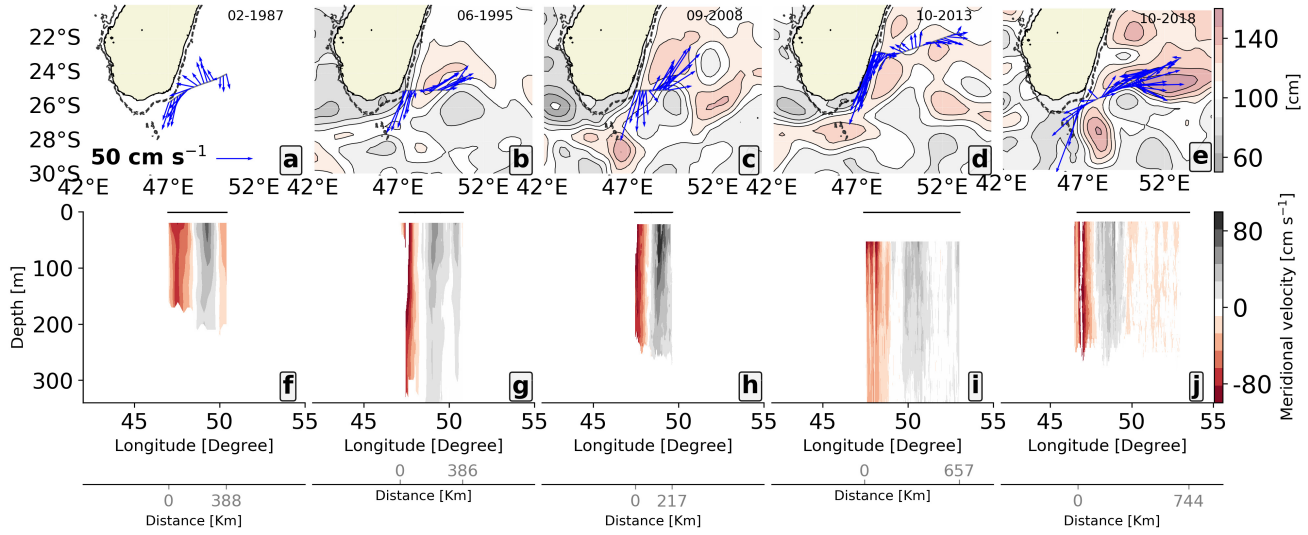 02-1987
06-1995
09-2008
10-2013
10-2018
22°S
24°S
26°S
28°S
30°S
140
100
60
[cm]
50 cm s⁻¹
a
b
c
d
e
42°E 47°E 52°E
42°E 47°E 52°E
42°E 47°E 52°E
42°E 47°E 52°E
42°E 47°E 52°E
0
100
200
300
Depth [m]
80
0
-80
Meridional velocity [cm s⁻¹]
f
g
h
i
j
45 50 55
45 50 55
45 50 55
45 50 55
45 50 55
Longitude [Degree]
Longitude [Degree]
Longitude [Degree]
Longitude [Degree]
Longitude [Degree]
0 386
0 657
Distance [Km]
Distance [Km]
0 388
0 217
0 744
Distance [Km]
Distance [Km]
Distance [Km]